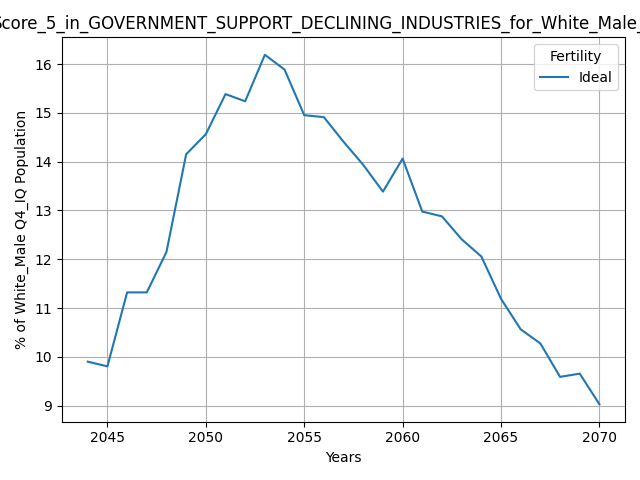 Score_5_in_GOVERNMENT_SUPPORT_DECLINING_INDUSTRIES_for_White_Male_
Fertility
Ideal
% of White_Male Q4_IQ Population
16
15
14
13
12
11
10
9
2045 2050 2055 2060 2065 2070
Years